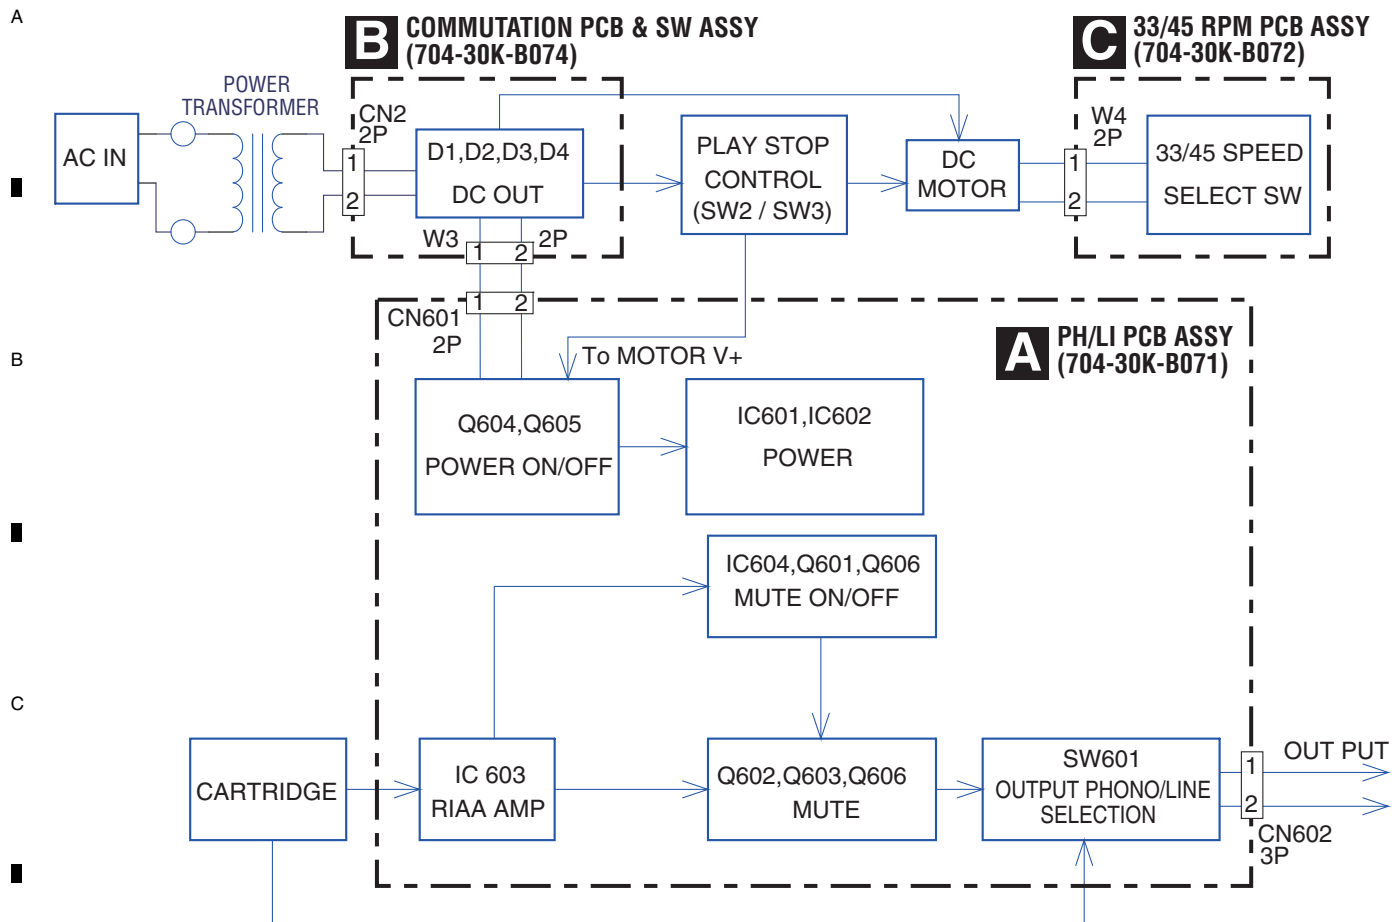 A
B COMMUTATION PCB & SW ASSY
(704-30K-B074)
C 33/45 RPM PCB ASSY
(704-30K-B072)
POWER
TRANSFORMER
CN2
2P
W4
2P
AC IN
1
2
D1,D2,D3,D4
DC OUT
PLAY STOP
CONTROL
(SW2 / SW3)
DC
MOTOR
1
2
33/45 SPEED
SELECT SW
W3
1 2
2P
1 2
CN601
2P
To MOTOR V+
A PH/LI PCB ASSY
(704-30K-B071)
B
Q604,Q605
POWER ON/OFF
IC601,IC602
POWER
IC604,Q601,Q606
MUTE ON/OFF
C
CARTRIDGE
IC 603
RIAA AMP
Q602,Q603,Q606
MUTE
SW601
OUTPUT PHONO/LINE
SELECTION
1
2
OUT PUT
CN602
3P